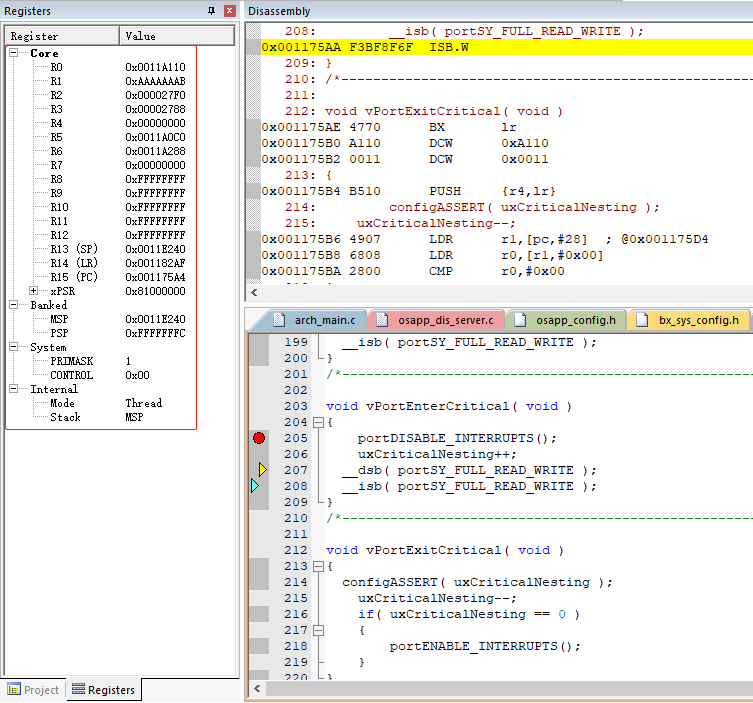 Registers
Register Value
Core
R0 0x0011A110
R1 0xAAAAAAAB
R2 0x000027F0
R3 0x00002788
R4 0x00000000
R5 0x0011A0C0
R6 0x0011A288
R7 0x00000000
R8 0xFFFFFFFF
R9 0xFFFFFFFF
R10 0xFFFFFFFF
R11 0xFFFFFFFF
R12 0xFFFFFFFF
R13 (SP) 0x0011E240
R14 (LR) 0x001182AF
R15 (PC) 0x001175A4
xPSR 0x81000000
Banked
MSP 0x0011E240
PSP 0xFFFFFFFC
System
PRIMASK 1
CONTROL 0x00
Internal
Mode Thread
Stack MSP
Project Registers
Disassembly
208: __isb( portSY_FULL_READ_WRITE );
0x001175AA F3BF8F6F ISB.W
209: }
210: /*-----------------------------------------------------------
211:
212: void vPortExitCritical( void )
0x001175AE 4770 BX lr
0x001175B0 A110 DCW 0xA110
0x001175B2 0011 DCW 0x0011
213: {
0x001175B4 B510 PUSH {r4,lr}
214: configASSERT( uxCriticalNesting );
215: uxCriticalNesting--;
0x001175B6 4907 LDR r1,[pc,#28] ; @0x001175D4
0x001175B8 6808 LDR r0,[r1,#0x00]
0x001175BA 2800 CMP r0,#0x00
arch_main.c osapp_dis_server.c osapp_config.h bx_sys_config.h
199 __isb( portSY_FULL_READ_WRITE );
200 }
201 /*-----------------------------------------------------------
202
203 void vPortEnterCritical( void )
204 {
205 portDISABLE_INTERRUPTS();
206 uxCriticalNesting++;
207 __dsb( portSY_FULL_READ_WRITE );
208 __isb( portSY_FULL_READ_WRITE );
209 }
210 /*-----------------------------------------------------------
211
212 void vPortExitCritical( void )
213 {
214 configASSERT( uxCriticalNesting );
215 uxCriticalNesting--;
216 if( uxCriticalNesting == 0 )
217 {
218 portENABLE_INTERRUPTS();
219 }
220 }